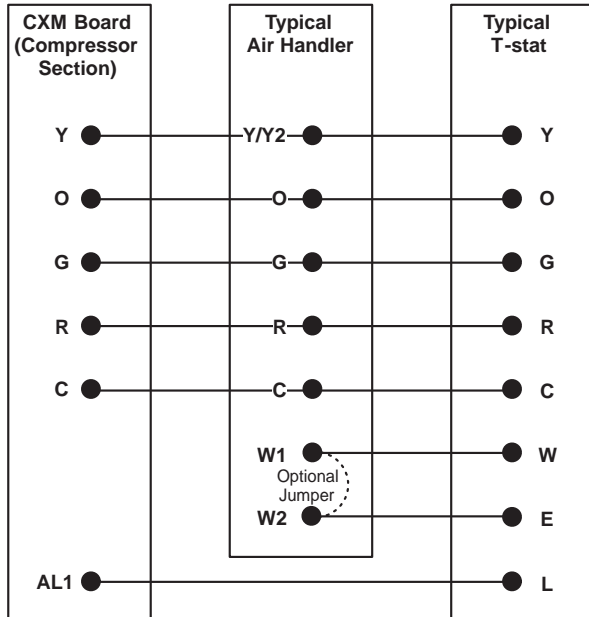 CXM Board
(Compressor
Section)
Typical
Air Handler
Typical
T-stat
Y
Y/Y2
Y
O
O
O
G
G
G
R
R
R
C
C
C
W1
W
Optional
Jumper
W2
E
AL1
L